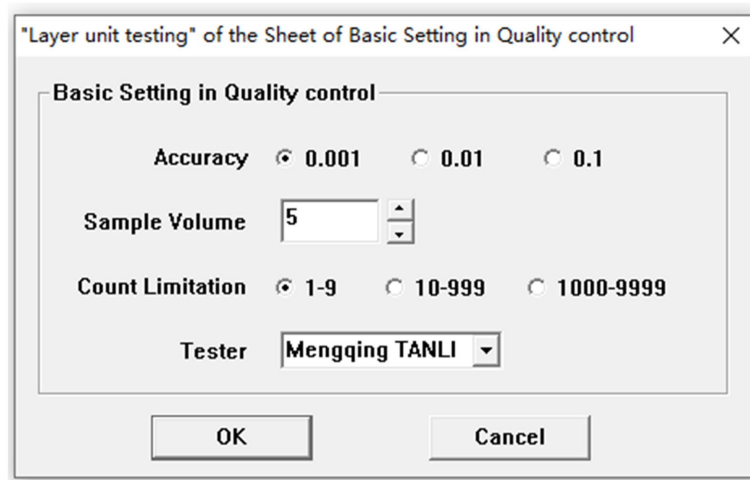 "Layer unit testing" of the Sheet of Basic Setting in Quality control
Basic Setting in Quality control
Accuracy 0.001 0.01 0.1
Sample Volume 5
Count Limitation 1-9 10-999 1000-9999
Tester Mengqing TANLI
OK Cancel